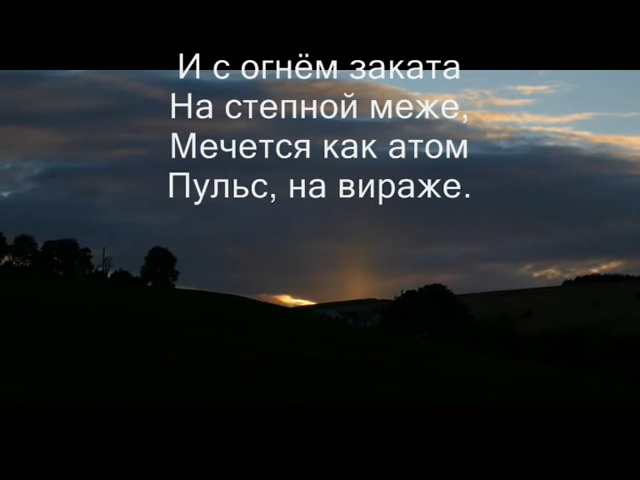 И с огнём заката
На степной меже,
Мечется как атом
Пульс, на вираже.